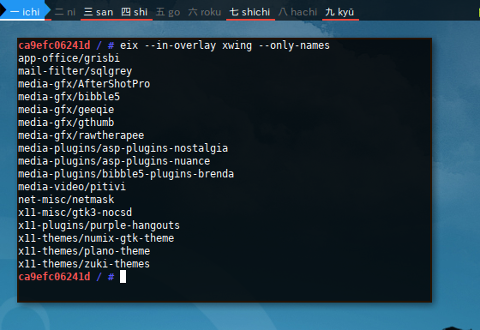 一 ichi 二 ni 三 san 四 shi 五 go 六 roku 七 shichi 八 hachi 九 kyū
ca9efc06241d / # eix --in-overlay xwing --only-names
app-office/grisbi
mail-filter/sqlgrey
media-gfx/AfterShotPro
media-gfx/bibble5
media-gfx/geeqie
media-gfx/gthumb
media-gfx/rawtherapee
media-plugins/asp-plugins-nostalgia
media-plugins/asp-plugins-nuance
media-plugins/bibble5-plugins-brenda
media-video/pitivi
net-misc/netmask
x11-misc/gtk3-nocsd
x11-plugins/purple-hangouts
x11-themes/numix-gtk-theme
x11-themes/plano-theme
x11-themes/zuki-themes
ca9efc06241d / #